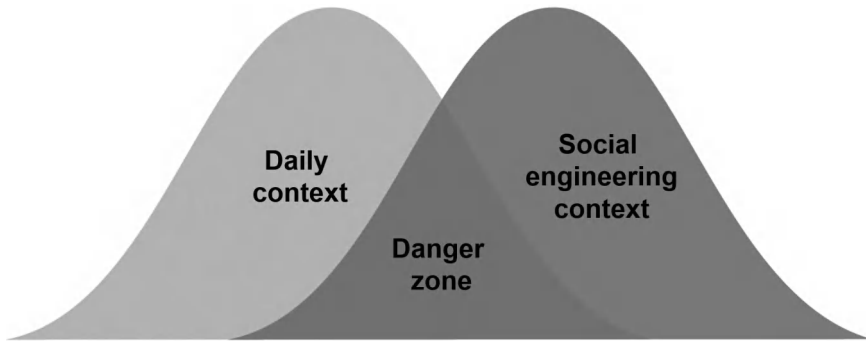 Daily
context
Social
engineering
context
Danger
zone